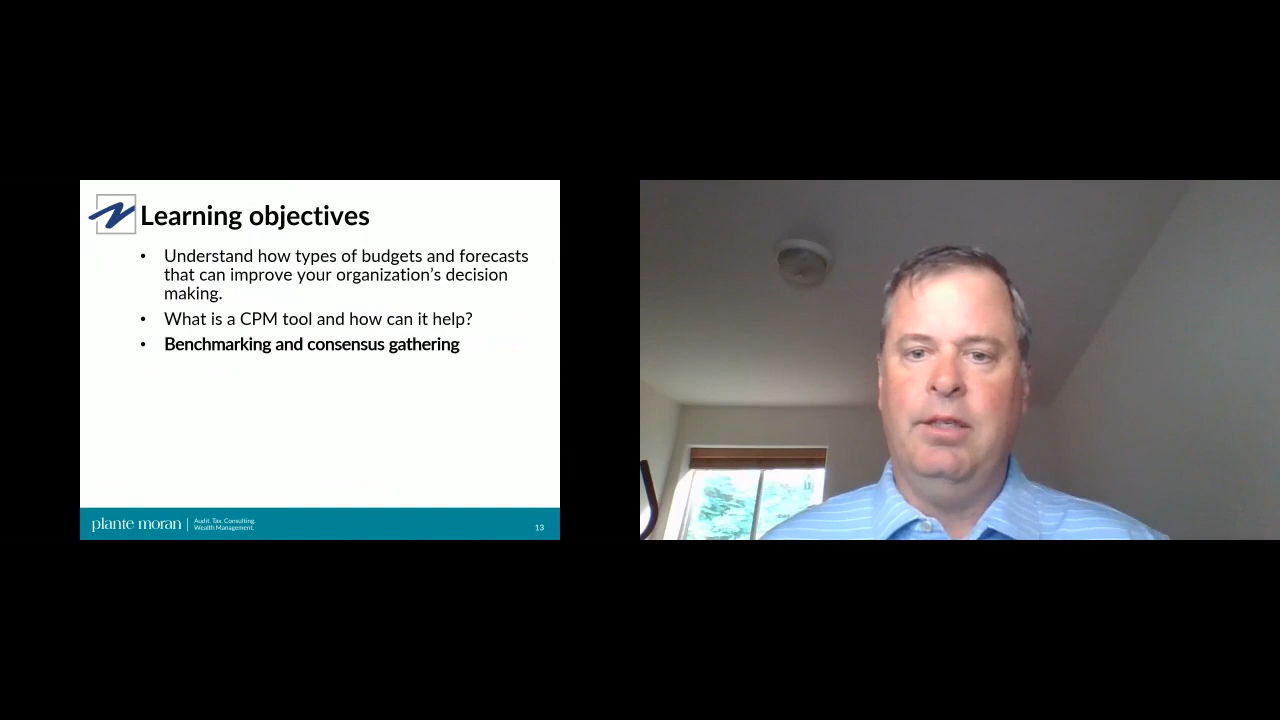 Learning objectives
• Understand how types of budgets and forecasts
that can improve your organization’s decision
making.
• What is a CPM tool and how can it help?
• Benchmarking and consensus gathering
plante moran | Audit. Tax. Consulting.
Wealth Management.
13